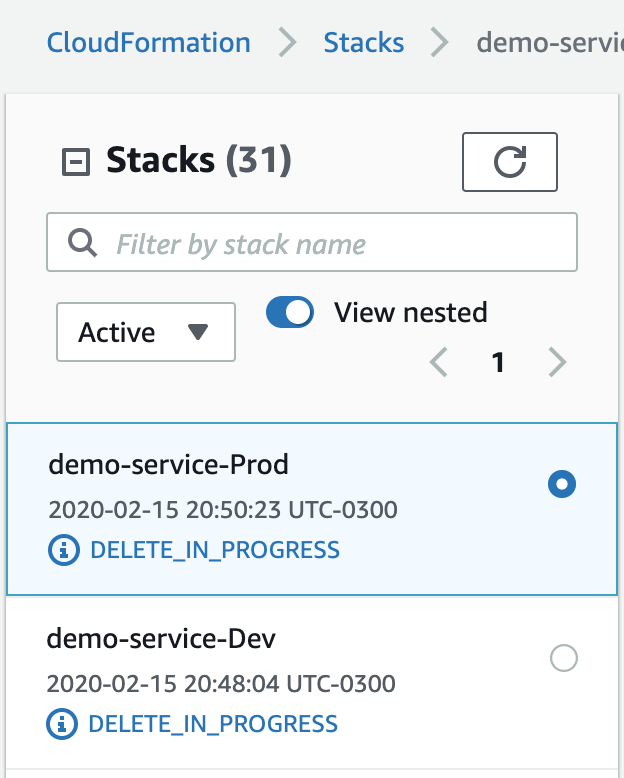 CloudFormation Stacks demo-servic
Stacks (31)
Filter by stack name
Active
View nested
1
demo-service-Prod
2020-02-15 20:50:23 UTC-0300
DELETE_IN_PROGRESS
demo-service-Dev
2020-02-15 20:48:04 UTC-0300
DELETE_IN_PROGRESS